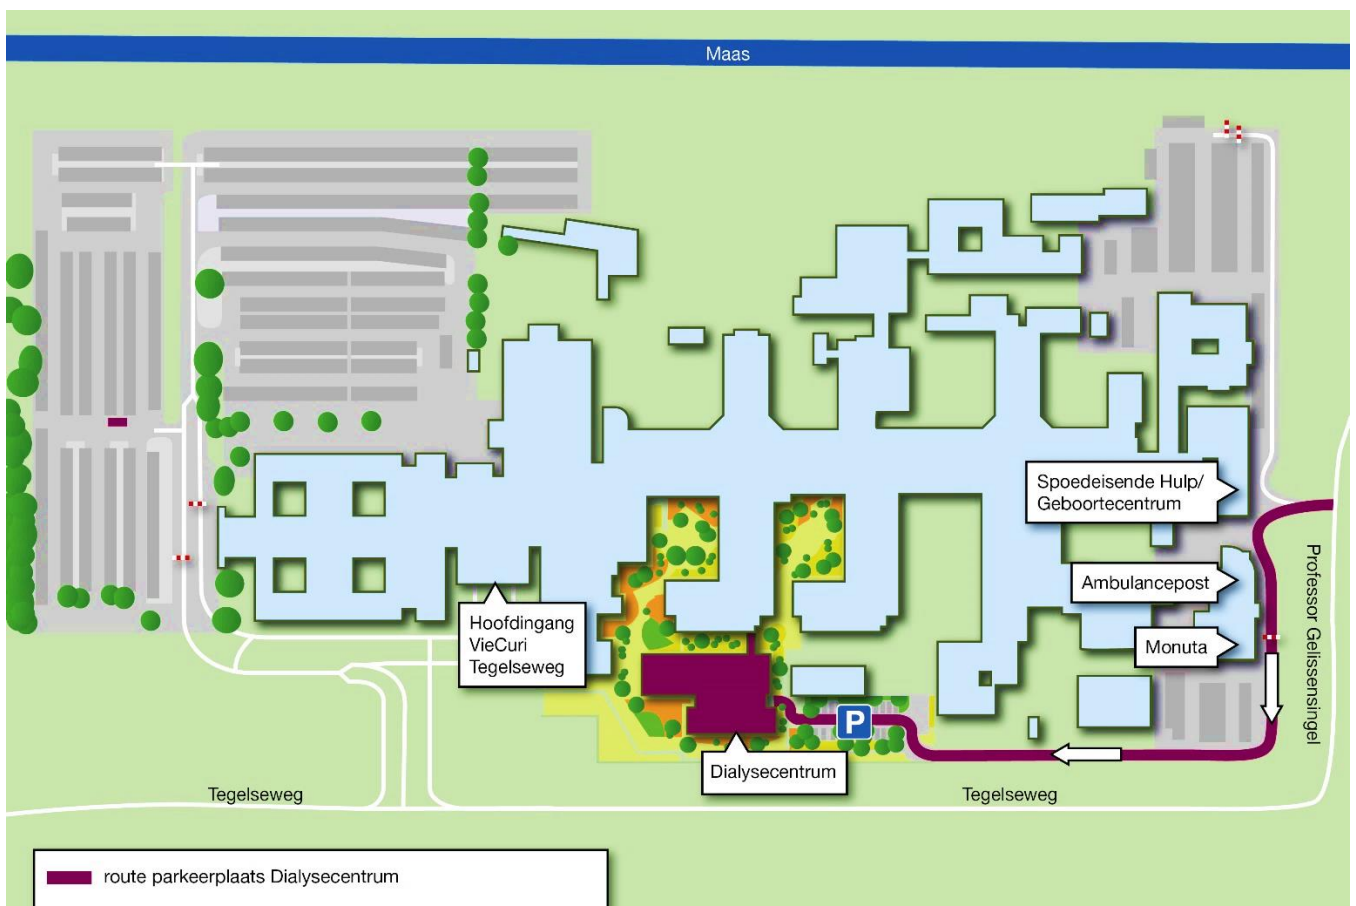 Maas
Spoedeisende Hulp/
Geboortecentrum
Ambulancepost
Monuta
Professor Gelissensingel
Hoofdingang
VieCuri
Tegelseweg
P
Dialysecentrum
Tegelseweg
Tegelseweg
route parkeerplaats Dialysecentrum